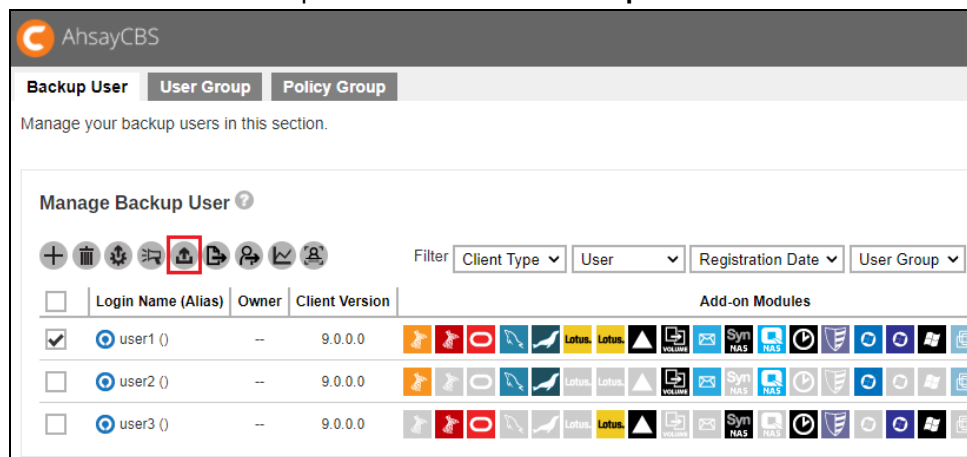 AhsayCBS
Backup User User Group Policy Group
Manage your backup users in this section.
Manage Backup User ?
Filter Client Type User Registration Date User Group
Login Name (Alias) Owner Client Version Add-on Modules
user1 () -- 9.0.0.0 Lotus. Lotus. VOLUME Syn NAS NAS
user2 () -- 9.0.0.0 Lotus. Lotus. VOLUME Syn NAS NAS
user3 () -- 9.0.0.0 Lotus. Lotus. VOLUME Syn NAS NAS